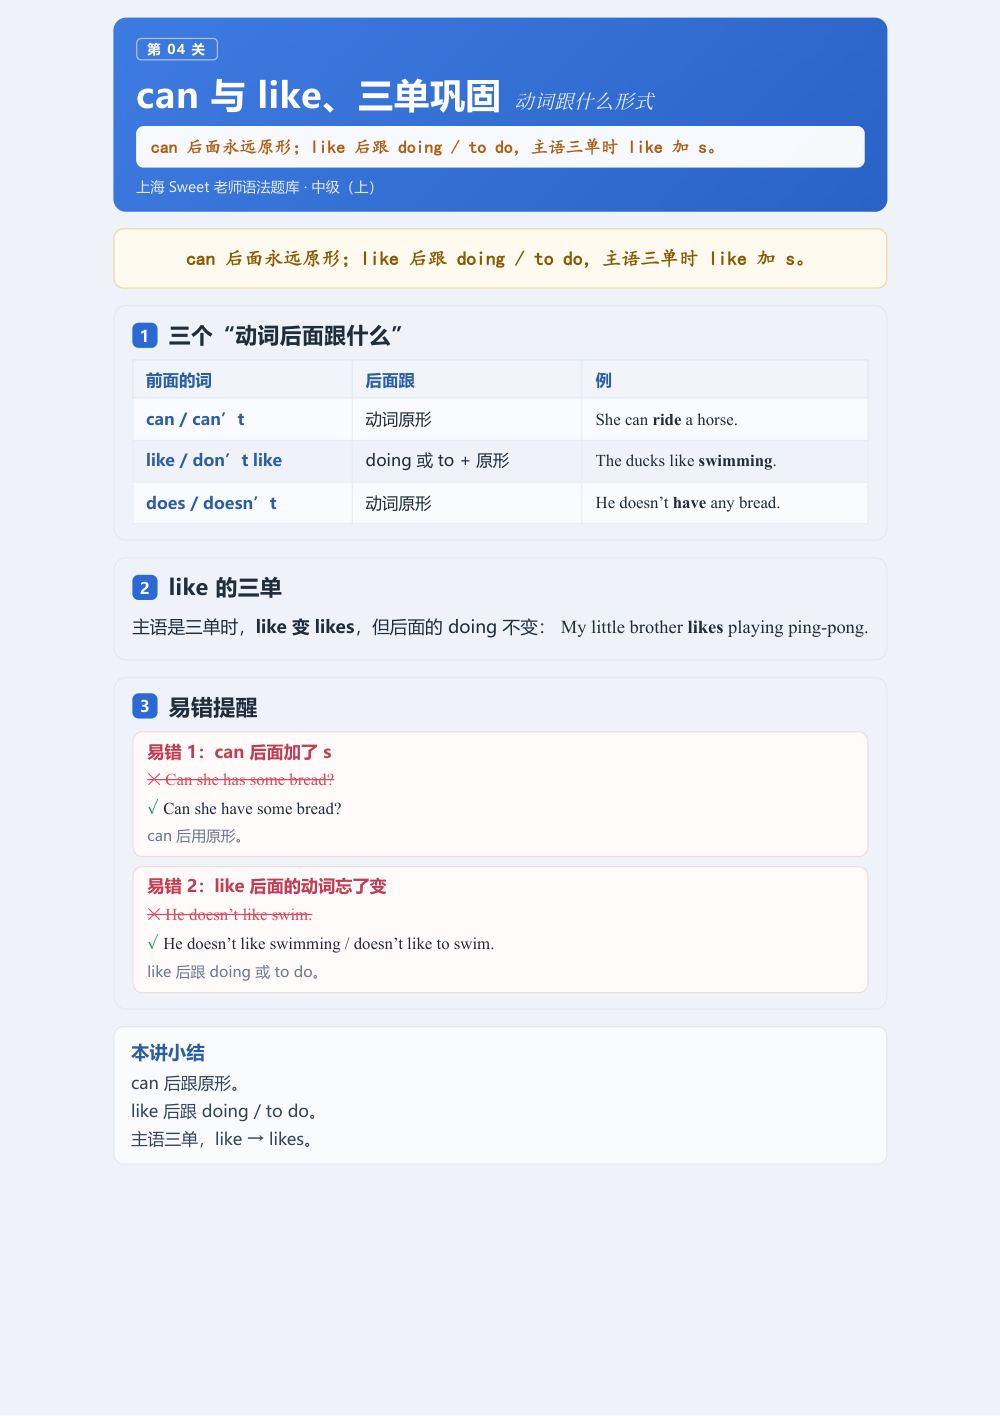 第 04 关
can 与 like、三单巩固 动词跟什么形式
can 后面永远原形；like 后跟 doing / to do，主语三单时 like 加 s。
上海 Sweet 老师语法题库 · 中级（上）
can 后面永远原形；like 后跟 doing / to do，主语三单时 like 加 s。
1 三个“动词后面跟什么”
前面的词 后面跟 例
can / can’t 动词原形 She can ride a horse.
like / don’t like doing 或 to + 原形 The ducks like swimming.
does / doesn’t 动词原形 He doesn’t have any bread.
2 like 的三单
主语是三单时，like 变 likes，但后面的 doing 不变： My little brother likes playing ping-pong.
3 易错提醒
易错 1：can 后面加了 s
× Can she has some bread?
√ Can she have some bread?
can 后用原形。
易错 2：like 后面的动词忘了变
× He doesn’t like swim.
√ He doesn’t like swimming / doesn’t like to swim.
like 后跟 doing 或 to do。
本讲小结
can 后跟原形。
like 后跟 doing / to do。
主语三单，like → likes。